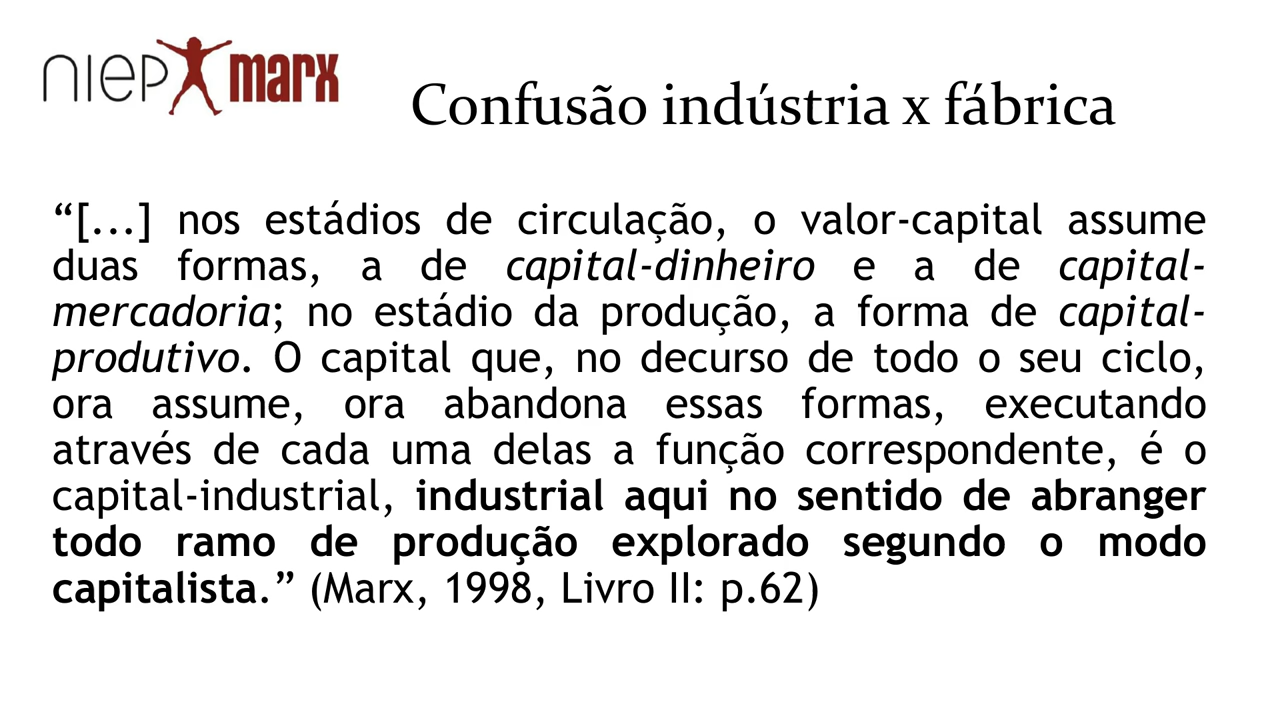 NIEP marx
Confusão indústria x fábrica
“[...] nos estádios de circulação, o valor-capital assume
duas formas, a de capital-dinheiro e a de capital-
mercadoria; no estádio da produção, a forma de capital-
produtivo. O capital que, no decurso de todo o seu ciclo,
ora assume, ora abandona essas formas, executando
através de cada uma delas a função correspondente, é o
capital-industrial, industrial aqui no sentido de abranger
todo ramo de produção explorado segundo o modo
capitalista.” (Marx, 1998, Livro II: p.62)